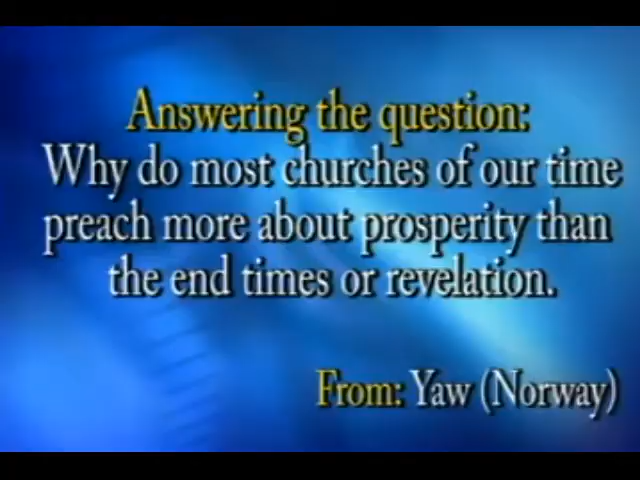 Answering the question:
Why do most churches of our time
preach more about prosperity than
the end times or revelation.
From: Yaw (Norway)